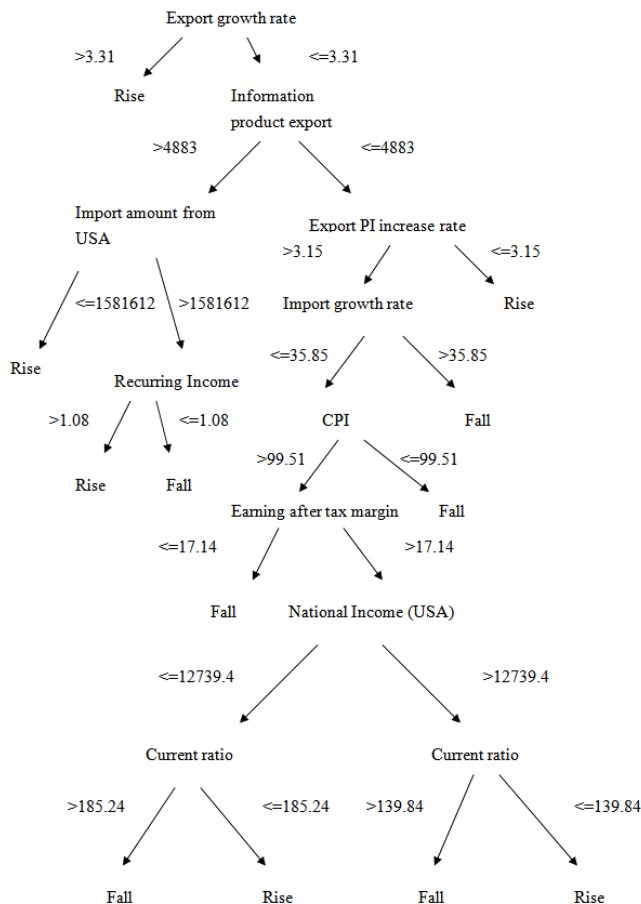 Export growth rate
>3.31
<=3.31
Rise
Information
product export
>4883
<=4883
Import amount from
USA
Export PI increase rate
>3.15
<=3.15
<=1581612
>1581612
Import growth rate
Rise
Rise
Recurring Income
<=35.85
>35.85
>1.08
<=1.08
CPI
Fall
>99.51
<=99.51
Rise
Fall
Earning after tax margin
Fall
<=17.14
>17.14
Fall
National Income (USA)
<=12739.4
>12739.4
Current ratio
Current ratio
>185.24
<=185.24
>139.84
<=139.84
Fall
Rise
Fall
Rise